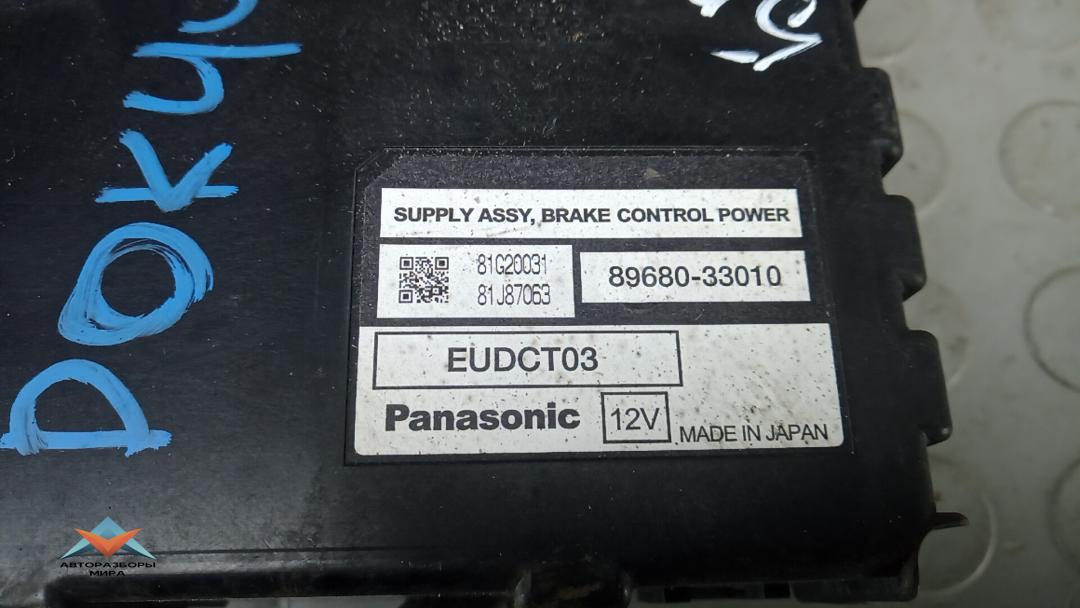 SUPPLY ASSY, BRAKE CONTROL POWER
81G20031
81J87063
89680-33010
EUDCT03
Panasonic
12V
MADE IN JAPAN
АВТОРАЗБОРЫ
МИРА